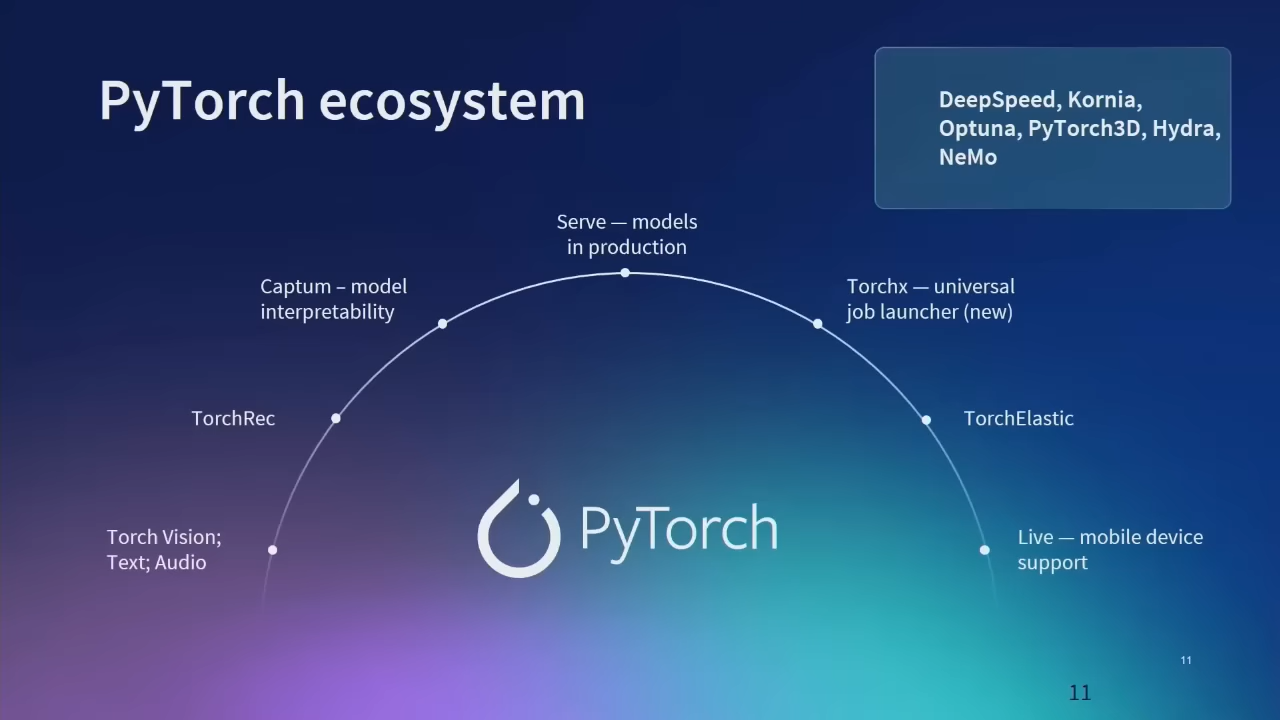 PyTorch ecosystem
DeepSpeed, Kornia,
Optuna, PyTorch3D, Hydra,
NeMo
Serve — models
in production
Captum – model
interpretability
Torchx — universal
job launcher (new)
TorchRec
TorchElastic
PyTorch
Torch Vision;
Text; Audio
Live — mobile device
support
11
11